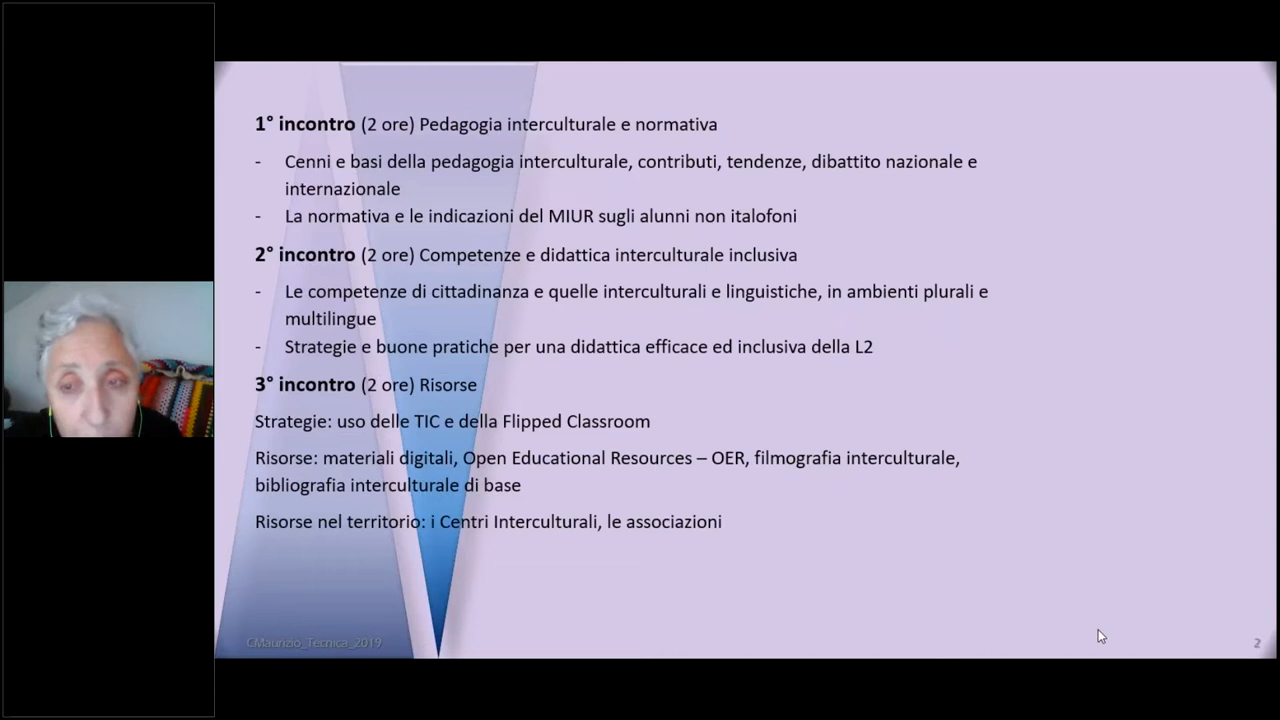 1° incontro (2 ore) Pedagogia interculturale e normativa
- Cenni e basi della pedagogia interculturale, contributi, tendenze, dibattito nazionale e
internazionale
- La normativa e le indicazioni del MIUR sugli alunni non italofoni
2° incontro (2 ore) Competenze e didattica interculturale inclusiva
- Le competenze di cittadinanza e quelle interculturali e linguistiche, in ambienti plurali e
multilingue
- Strategie e buone pratiche per una didattica efficace ed inclusiva della L2
3° incontro (2 ore) Risorse
Strategie: uso delle TIC e della Flipped Classroom
Risorse: materiali digitali, Open Educational Resources – OER, filmografia interculturale,
bibliografia interculturale di base
Risorse nel territorio: i Centri Interculturali, le associazioni
CMaurizio_Tecnica_2019
2